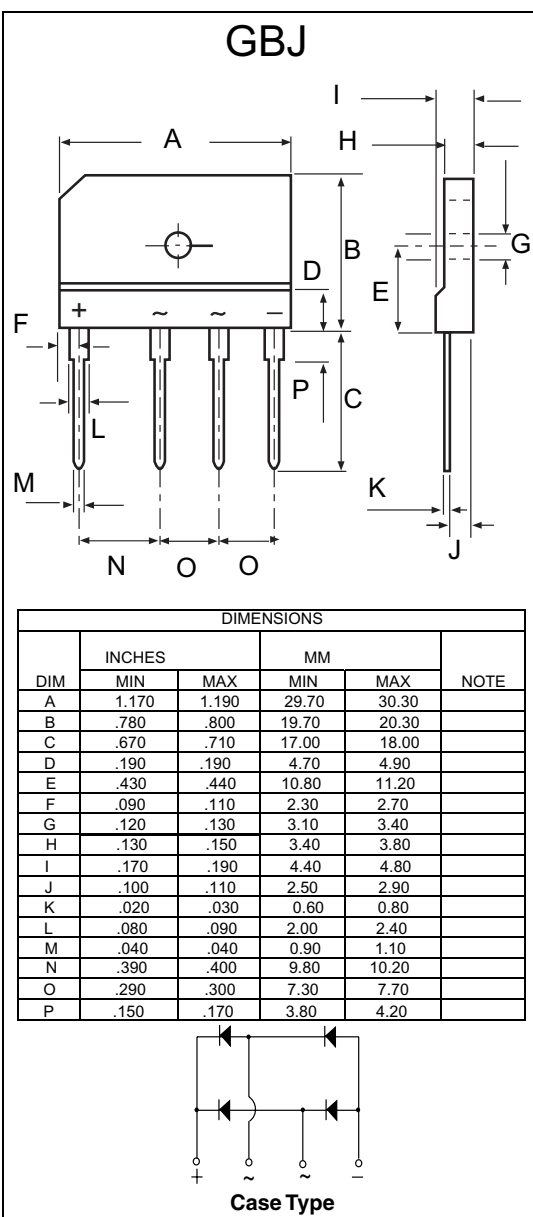 GBJ
I
A
H
B
G
D
E
+ ~ ~ −
F
P
C
L
M
K
J
N O O
DIMENSIONS
INCHES MM
DIM MIN MAX MIN MAX NOTE
A 1.170 1.190 29.70 30.30
B .780 .800 19.70 20.30
C .670 .710 17.00 18.00
D .190 .190 4.70 4.90
E .430 .440 10.80 11.20
F .090 .110 2.30 2.70
G .120 .130 3.10 3.40
H .130 .150 3.40 3.80
I .170 .190 4.40 4.80
J .100 .110 2.50 2.90
K .020 .030 0.60 0.80
L .080 .090 2.00 2.40
M .040 .040 0.90 1.10
N .390 .400 9.80 10.20
O .290 .300 7.30 7.70
P .150 .170 3.80 4.20
+ ~ ~ −
Case Type